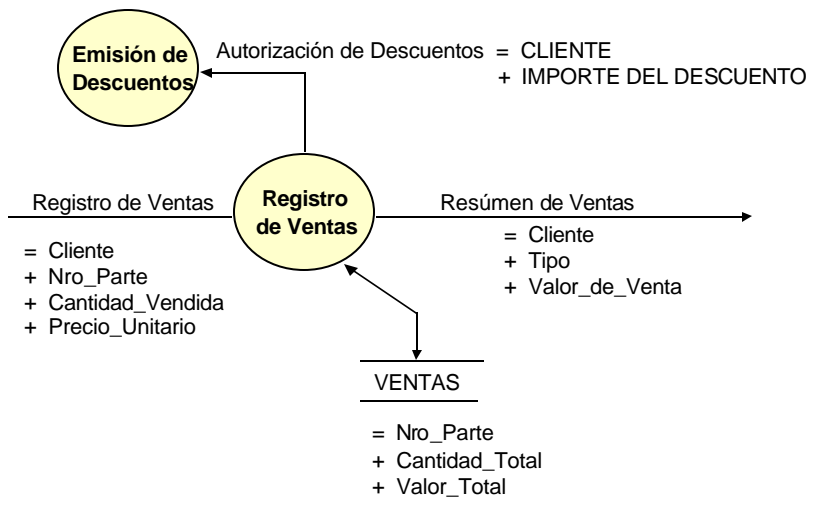 Emisión de
Descuentos
Autorización de Descuentos = CLIENTE
+ IMPORTE DEL DESCUENTO
Registro de Ventas
= Cliente
+ Nro_Parte
+ Cantidad_Vendida
+ Precio_Unitario
Registro
de Ventas
Resúmen de Ventas
= Cliente
+ Tipo
+ Valor_de_Venta
VENTAS
= Nro_Parte
+ Cantidad_Total
+ Valor_Total